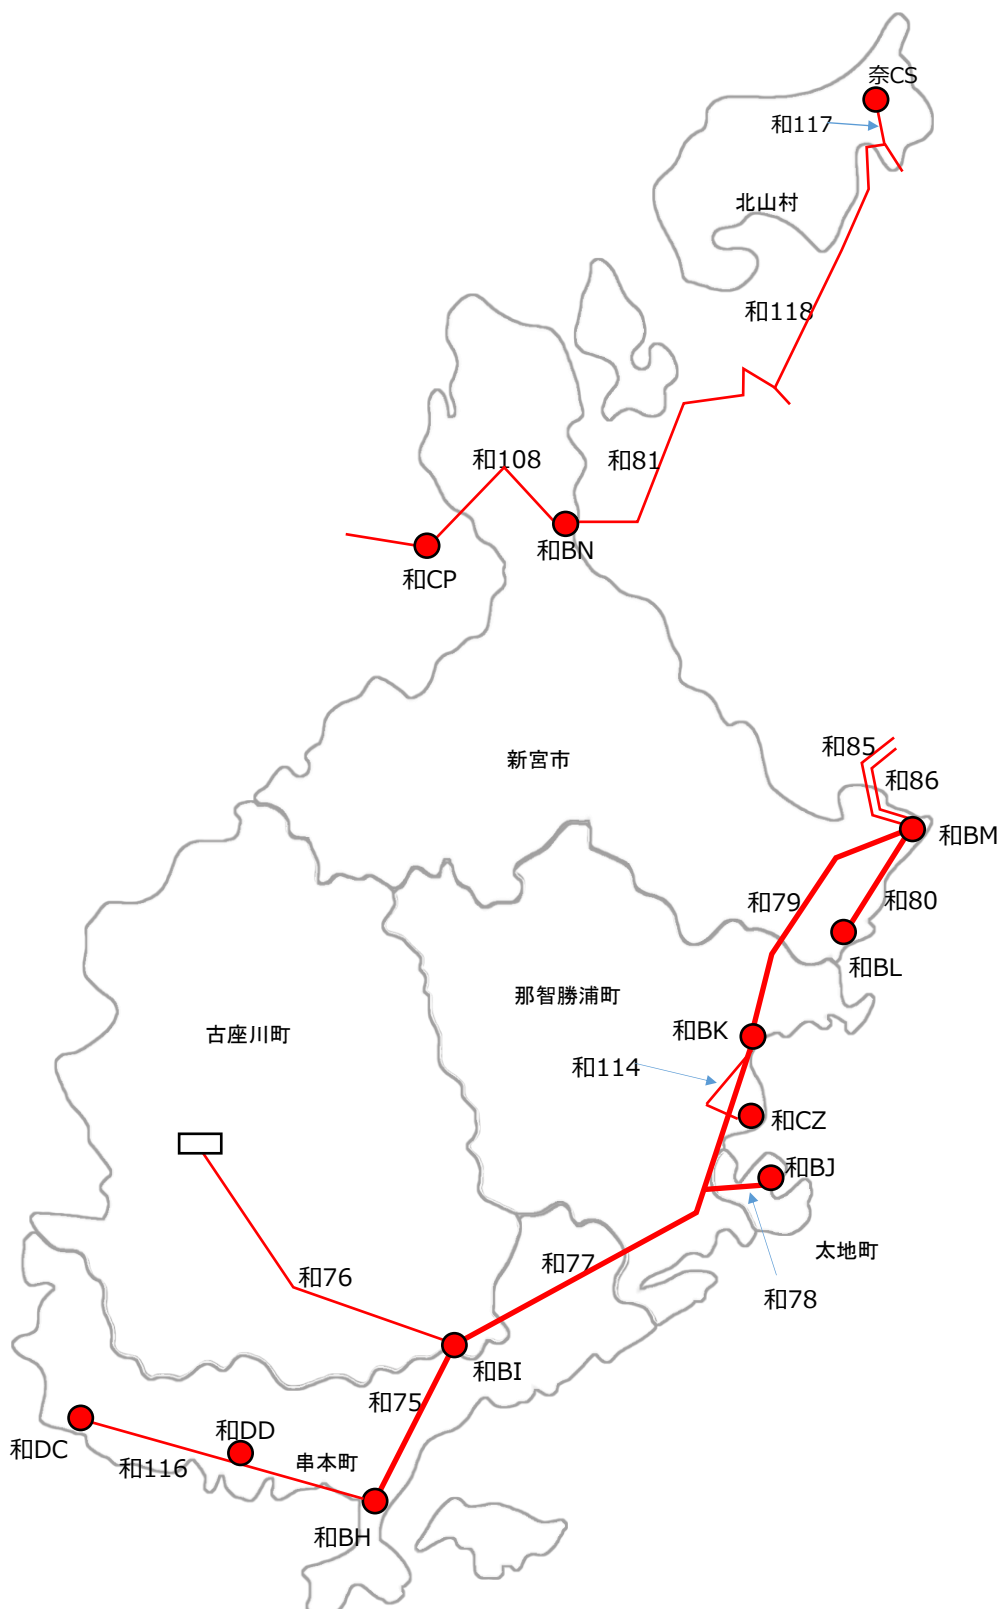 奈CS
和117
北山村
和118
和108
和81
和BN
和CP
和85
新宮市
和86
和BM
和79
和80
和BL
那智勝浦町
古座川町
和BK
和114
和CZ
和BJ
太地町
和77
和76
和78
和BI
和75
和DD
和DC
串本町
和116
和BH